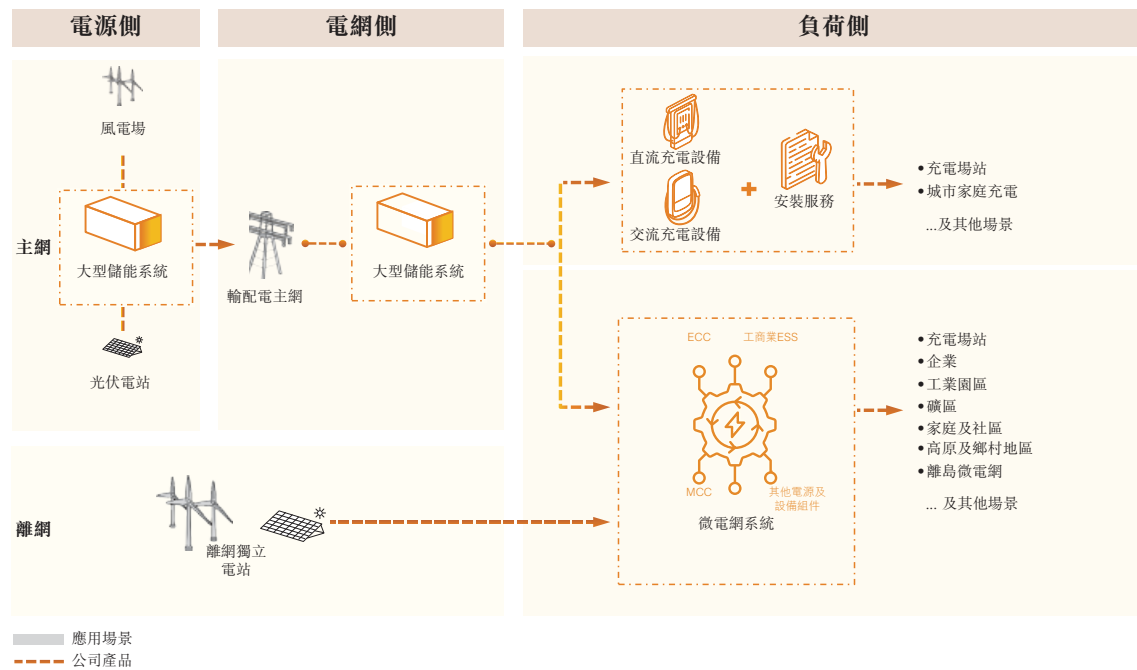 電源側
電網側
負荷側
風電場
主網
大型儲能系統
光伏電站
輸配電主網
大型儲能系統
直流充電設備
交流充電設備
安裝服務
•充電場站
•城市家庭充電
...及其他場景
ECC
工商業ESS
MCC
其他電源及
設備組件
微電網系統
•充電場站
•企業
•工業園區
•礦區
•家庭及社區
•高原及鄉村地區
•離島微電網
... 及其他場景
離網
離網獨立
電站
應用場景
公司產品